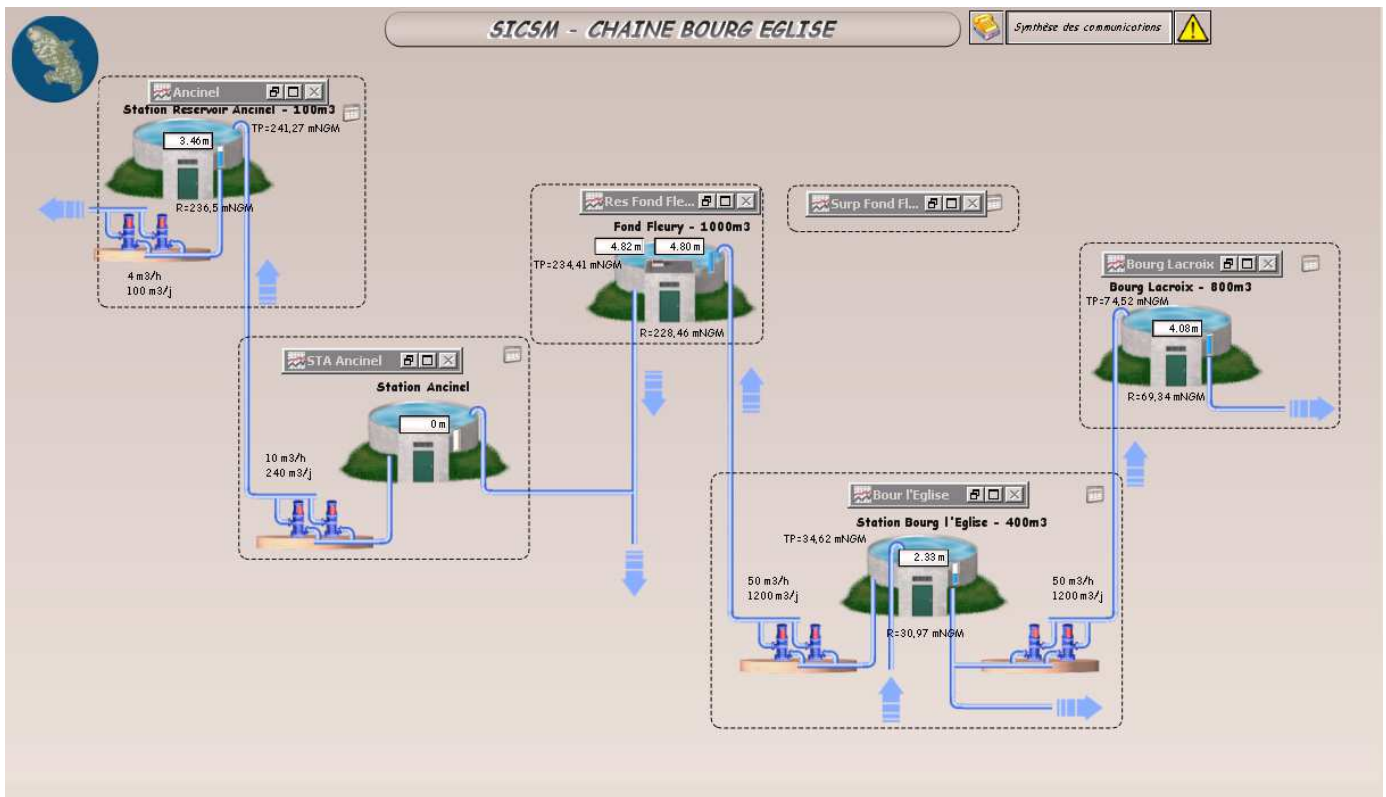 SICSM - CHAINE BOURG EGLISE
Synthèse des communications
Ancinel
Station Reservoir Ancinel - 100m3
TP=241,27 mNGM
3.46m
R=236,5 mNGM
4 m3/h
100 m3/j
STA Ancinel
Station Ancinel
0 m
10 m3/h
240 m3/j
Res Fond Fle...
Fond Fleury - 1000m3
4.82 m
4.80 m
TP=234,41 mNGM
R=228,46 mNGM
Surp Fond Fl...
Bourg Lacroix
Bourg Lacroix - 800m3
TP=74,52 mNGM
4.08m
R=69,34 mNGM
Bour l'Eglise
Station Bourg l'Eglise - 400m3
TP=34,62 mNGM
2.33 m
50 m3/h
1200 m3/j
50 m3/h
1200 m3/j
R=30,97 mNGM